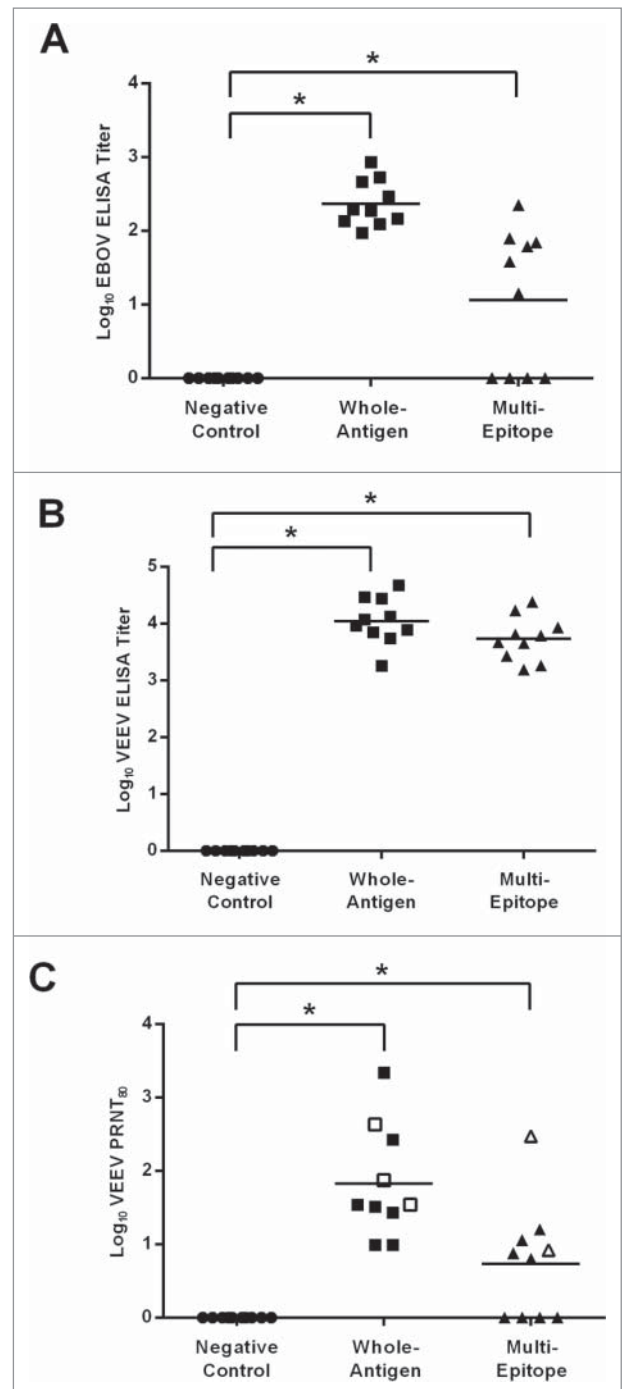 A
*
*
4
3
2
1
0
Log10 EBOV ELISA Titer
Negative Control
Whole-Antigen
Multi-Epitope
B
*
*
5
4
3
2
1
0
Log10 VEEV ELISA Titer
Negative Control
Whole-Antigen
Multi-Epitope
C
*
*
4
3
2
1
0
Log10 VEEV PRNT80
Negative Control
Whole-Antigen
Multi-Epitope